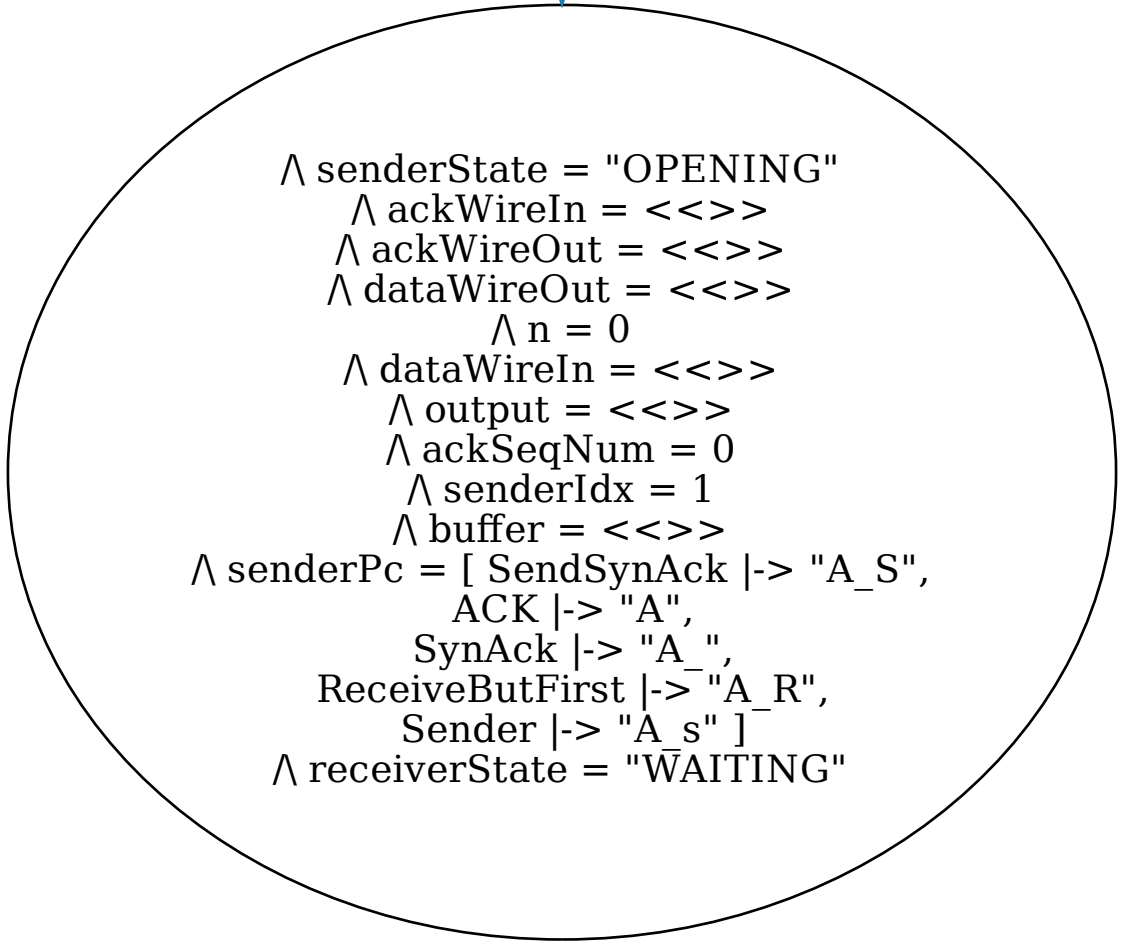 /\ senderState = "OPENING"
/\ ackWireIn = <<>>
/\ ackWireOut = <<>>
/\ dataWireOut = <<>>
/\ n = 0
/\ dataWireIn = <<>>
/\ output = <<>>
/\ ackSeqNum = 0
/\ senderIdx = 1
/\ buffer = <<>>
/\ senderPc = [ SendSynAck |-> "A_S",
ACK |-> "A",
SynAck |-> "A_",
ReceiveButFirst |-> "A_R",
Sender |-> "A_s" ]
/\ receiverState = "WAITING"